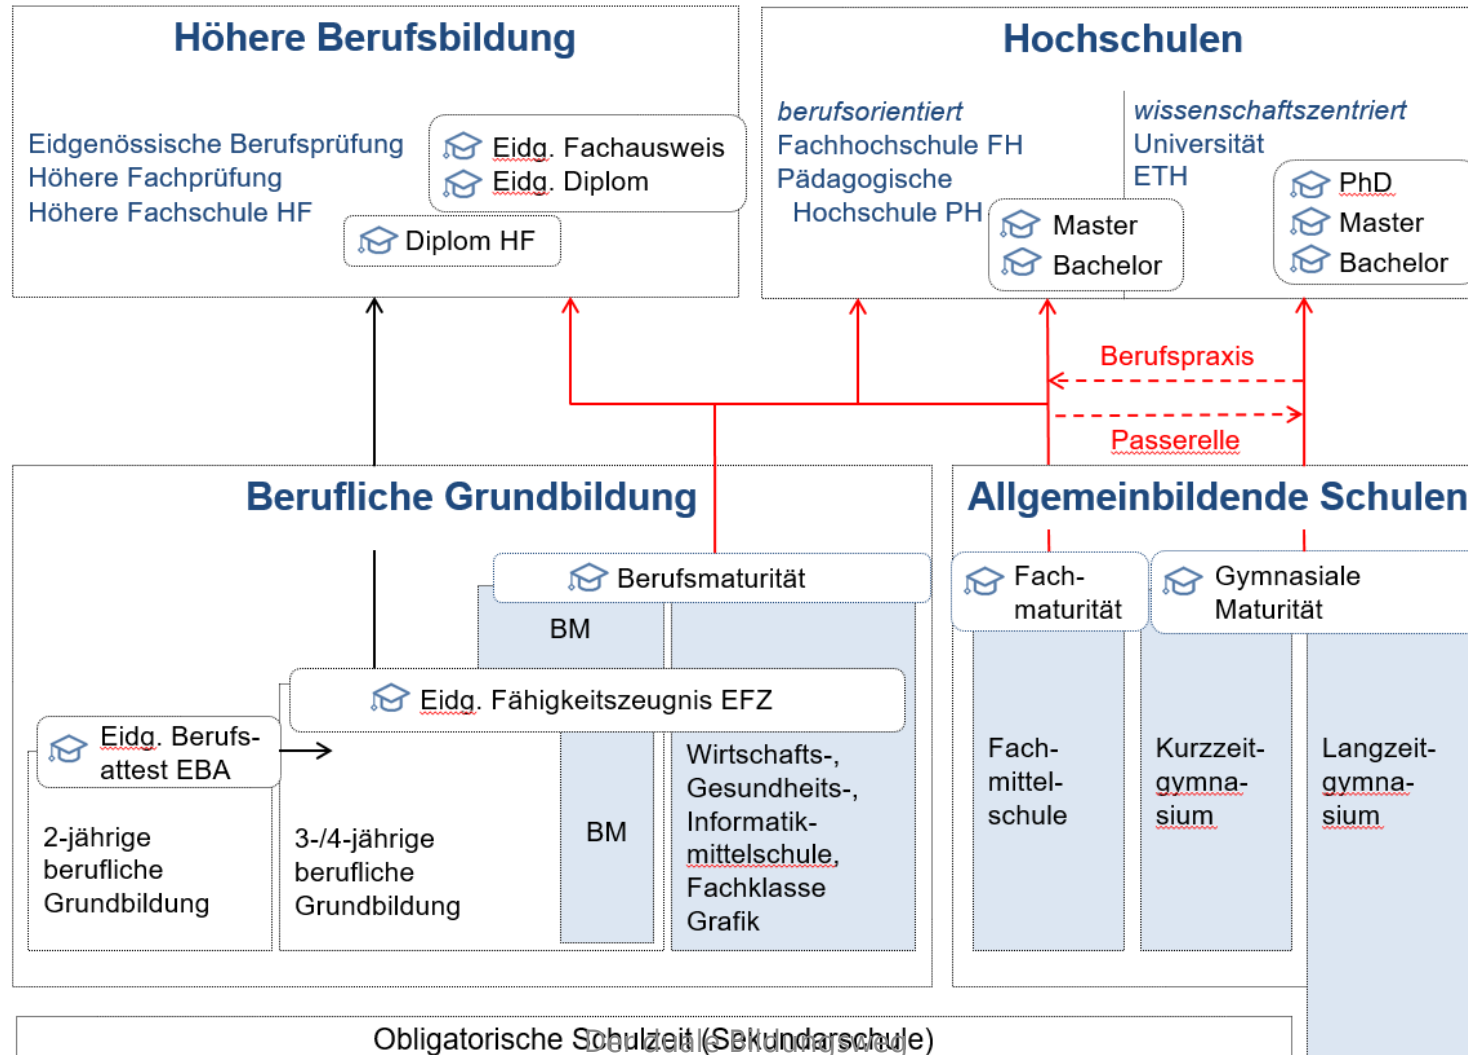 Höhere Berufsbildung
Eidgenössische Berufsprüfung
Höhere Fachprüfung
Höhere Fachschule HF
Eidg. Fachausweis
Eidg. Diplom
Diplom HF
Hochschulen
berufsorientiert
Fachhochschule FH
Pädagogische
Hochschule PH
Master
Bachelor
wissenschaftszentriert
Universität
ETH
PhD
Master
Bachelor
Berufspraxis
Passerelle
Berufliche Grundbildung
Berufsmaturität
BM
Eidg. Fähigkeitszeugnis EFZ
Eidg. Berufs-
attest EBA
2-jährige
berufliche
Grundbildung
3-/4-jährige
berufliche
Grundbildung
BM
Wirtschafts-,
Gesundheits-,
Informatik-
mittelschule,
Fachklasse
Grafik
Allgemeinbildende Schulen
Fach-
maturität
Gymnasiale
Maturität
Fach-
mittel-
schule
Kurzzeit-
gymna-
sium
Langzeit-
gymna-
sium
Obligatorische Schulzeit (Sekundarschule)
Der duale Bildungsweg